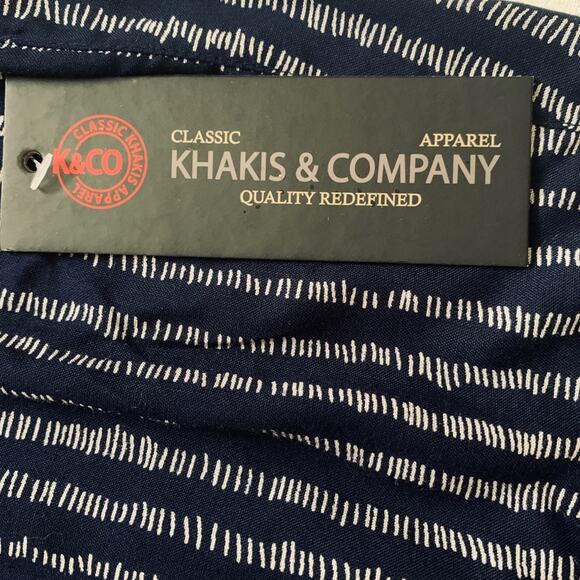 CLASSIC KHAKIS APPAREL
K&CO
CLASSIC APPAREL
KHAKIS & COMPANY
QUALITY REDEFINED